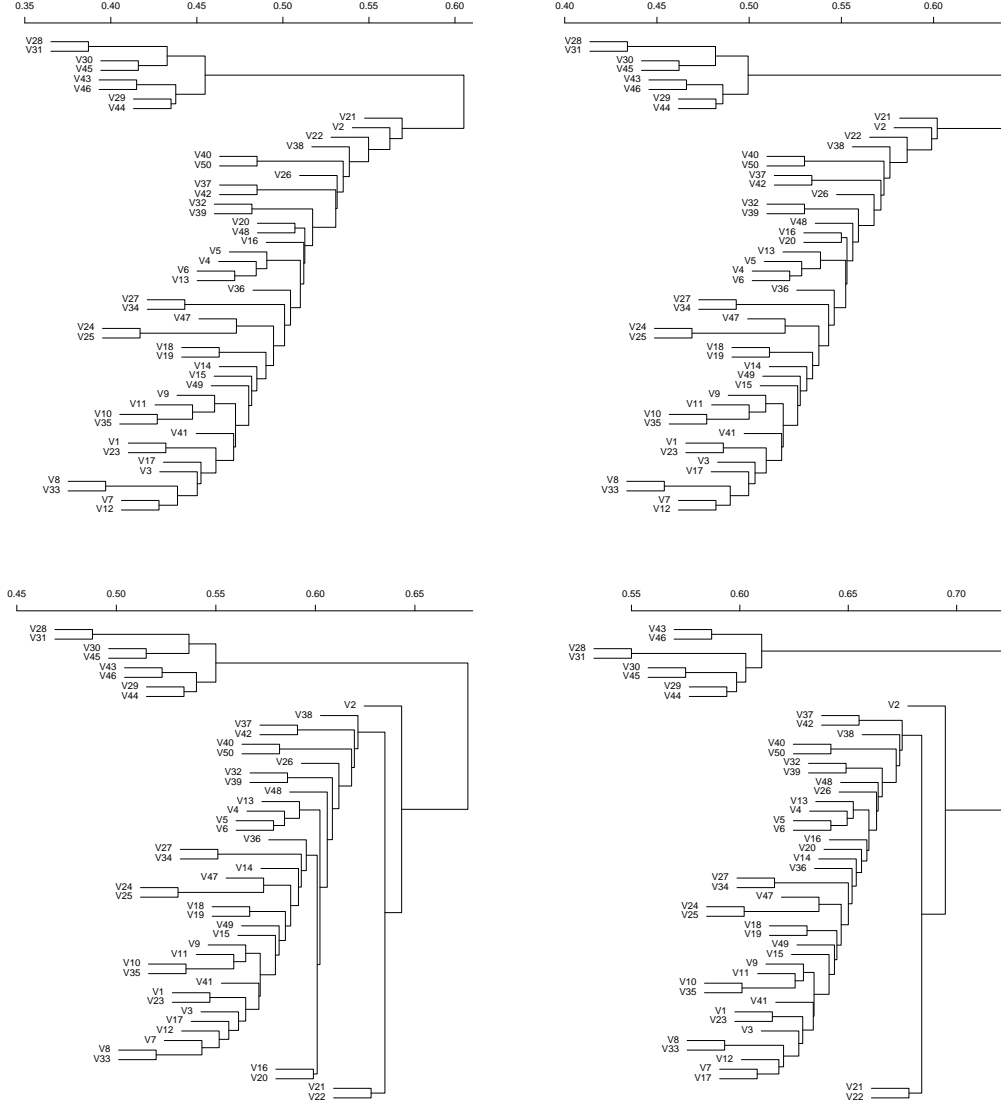 0.35 0.40 0.45 0.50 0.55 0.60
V28
V31
V30
V45
V43
V46
V29
V44
V21
V2
V22
V38
V40
V50
V26
V37
V42
V32
V39
V20
V48
V16
V5
V4
V6
V13
V36
V27
V34
V47
V24
V25
V18
V19
V14
V15
V49
V9
V11
V10
V35
V41
V1
V23
V17
V3
V8
V33
V7
V12
0.40 0.45 0.50 0.55 0.60
V28
V31
V30
V45
V43
V46
V29
V44
V21
V2
V22
V38
V40
V50
V37
V42
V26
V32
V39
V48
V16
V20
V13
V5
V4
V6
V36
V27
V34
V47
V24
V25
V18
V19
V14
V49
V15
V9
V11
V10
V35
V41
V1
V23
V3
V17
V8
V33
V7
V12
0.45 0.50 0.55 0.60 0.65
V28
V31
V30
V45
V43
V46
V29
V44
V2
V38
V37
V42
V40
V50
V26
V32
V39
V48
V13
V4
V5
V6
V36
V27
V34
V14
V47
V24
V25
V18
V19
V49
V15
V9
V11
V10
V35
V41
V1
V23
V3
V17
V12
V7
V8
V33
V16
V20
V21
V22
0.55 0.60 0.65 0.70
V43
V46
V28
V31
V30
V45
V29
V44
V2
V37
V42
V38
V40
V50
V32
V39
V48
V26
V13
V4
V5
V6
V16
V20
V14
V36
V27
V34
V47
V24
V25
V18
V19
V49
V15
V9
V11
V10
V35
V41
V1
V23
V3
V8
V33
V12
V7
V17
V21
V22